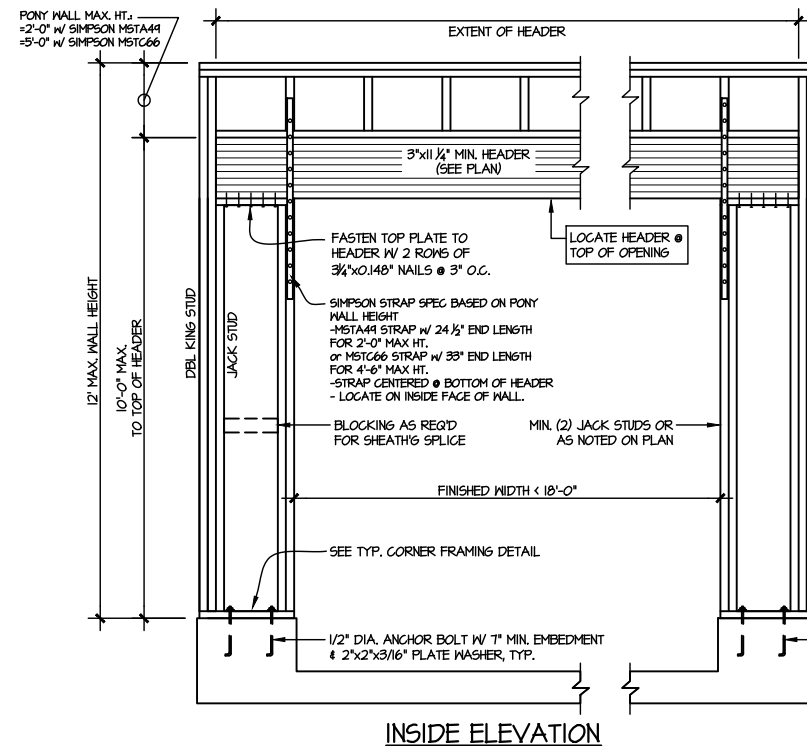 PONY WALL MAX. HT.:
=2'-0" W/ SIMPSON MSTA49
=5'-0" W/ SIMPSON MSTC66
EXTENT OF HEADER
3"x11 1/4" MIN. HEADER
(SEE PLAN)
FASTEN TOP PLATE TO
HEADER W/ 2 ROWS OF
3/4"x0.148" NAILS @ 3" O.C.
LOCATE HEADER @
TOP OF OPENING
SIMPSON STRAP SPEC BASED ON PONY
WALL HEIGHT
-MSTA49 STRAP W/ 24 1/2" END LENGTH
FOR 2'-0" MAX HT.
or MSTC66 STRAP W/ 33" END LENGTH
FOR 4'-6" MAX HT.
-STRAP CENTERED @ BOTTOM OF HEADER
- LOCATE ON INSIDE FACE OF WALL.
12' MAX. WALL HEIGHT
10'-0" MAX.
TO TOP OF HEADER
DBL KING STUD
JACK STUD
BLOCKING AS REQ'D
FOR SHEATH'G SPLICE
MIN. (2) JACK STUDS OR
AS NOTED ON PLAN
FINISHED WIDTH < 18'-0"
SEE TYP. CORNER FRAMING DETAIL
1/2" DIA. ANCHOR BOLT W/ 7" MIN. EMBEDMENT
& 2"x2"x3/16" PLATE WASHER, TYP.
INSIDE ELEVATION